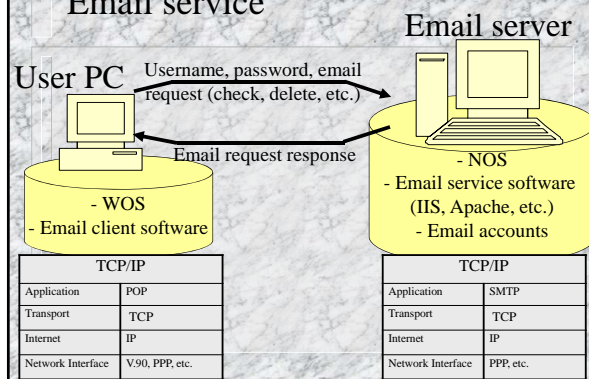 Email service
Email server
User PC
Username, password, email
request (check, delete, etc.)
Email request response
- WOS
- Email client software
- NOS
- Email service software
(IIS, Apache, etc.)
- Email accounts
TCP/IP
Application POP
Transport TCP
Internet IP
Network Interface V.90, PPP, etc.
TCP/IP
Application SMTP
Transport TCP
Internet IP
Network Interface PPP, etc.